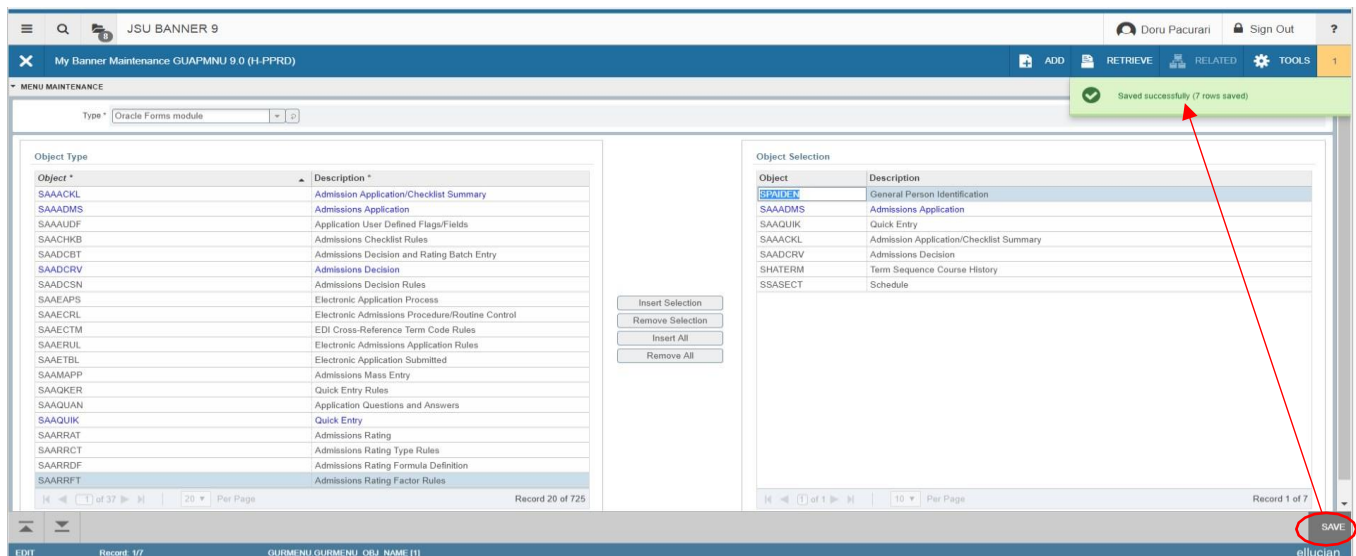 JSU BANNER 9
8
Doru Pacurari
Sign Out
?
My Banner Maintenance GUAPMNU 9.0 (H-PPRD)
ADD
RETRIEVE
RELATED
TOOLS
1
MENU MAINTENANCE
Saved successfully (7 rows saved)
Type * Oracle Forms module
Object Type
Object * Description *
SAAACKL Admission Application/Checklist Summary
SAAADMS Admissions Application
SAAAUDF Application User Defined Flags/Fields
SAACHKB Admissions Checklist Rules
SAADCBT Admissions Decision and Rating Batch Entry
SAADCRV Admissions Decision
SAADCSN Admissions Decision Rules
SAAEAPS Electronic Application Process
SAAECRL Electronic Admissions Procedure/Routine Control
SAAECTM EDI Cross-Reference Term Code Rules
SAAERUL Electronic Admissions Application Rules
SAAETBL Electronic Application Submitted
SAAMAPP Admissions Mass Entry
SAAQKER Quick Entry Rules
SAAQUAN Application Questions and Answers
SAAQUIK Quick Entry
SAARRAT Admissions Rating
SAARRCT Admissions Rating Type Rules
SAARRDF Admissions Rating Formula Definition
SAARRFT Admissions Rating Factor Rules
1 of 37 20 Per Page Record 20 of 725
Insert Selection
Remove Selection
Insert All
Remove All
Object Selection
Object Description
SPAIDEN General Person Identification
SAAADMS Admissions Application
SAAQUIK Quick Entry
SAAACKL Admission Application/Checklist Summary
SAADCRV Admissions Decision
SHATERM Term Sequence Course History
SSASECT Schedule
1 of 1 10 Per Page Record 1 of 7
SAVE
EDIT Record: 1/7 GURMENU.GURMENU_OBJ_NAME [1] ellucian